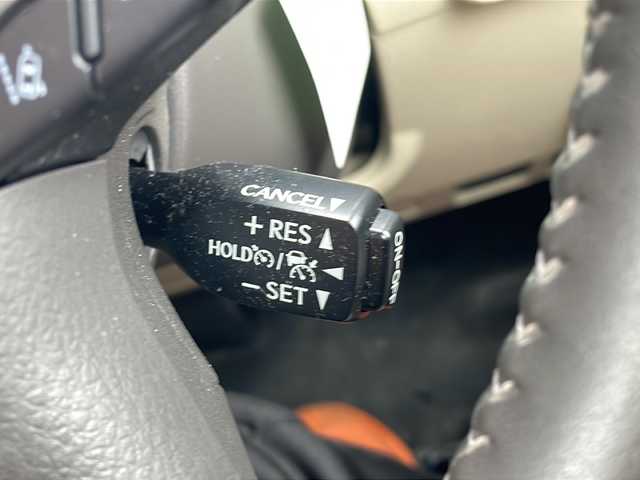 CANCEL▼
+ RES ▲
HOLD / ◀
− SET ▼
ON-OFF